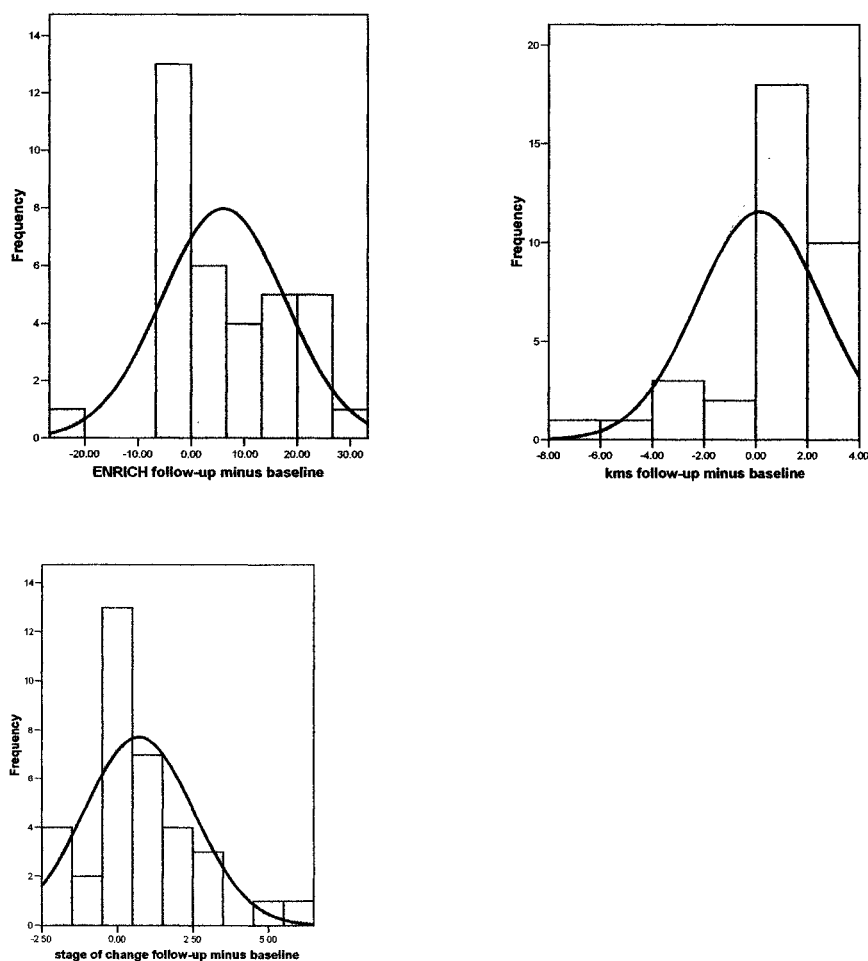 14
12
10
8
6
4
2
0
Frequency
-20.00 0.00 10.00 20.00 30.00
ENRICH follow-up minus baseline
20
15
10
5
0
Frequency
-8.00 -6.00 -4.00 -2.00 0.00 2.00 4.00
kms follow-up minus baseline
14
12
10
8
6
4
2
0
Frequency
-2.50 0.00 2.50 5.00
stage of change follow-up minus baseline